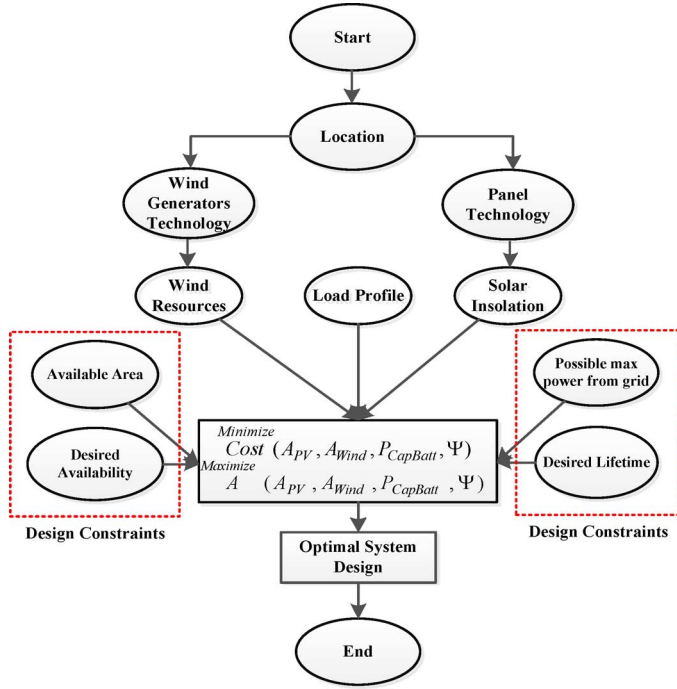 Start
Location
Wind
Generators
Technology
Panel
Technology
Wind
Resources
Load Profile
Solar
Insolation
Available Area
Desired
Availability
Design Constraints
Possible max
power from grid
Desired Lifetime
Design Constraints
Minimize
Cost (A_PV, A_Wind, P_CapBatt, Ψ)
Maximize
A (A_PV, A_Wind, P_CapBatt, Ψ)
Optimal System
Design
End